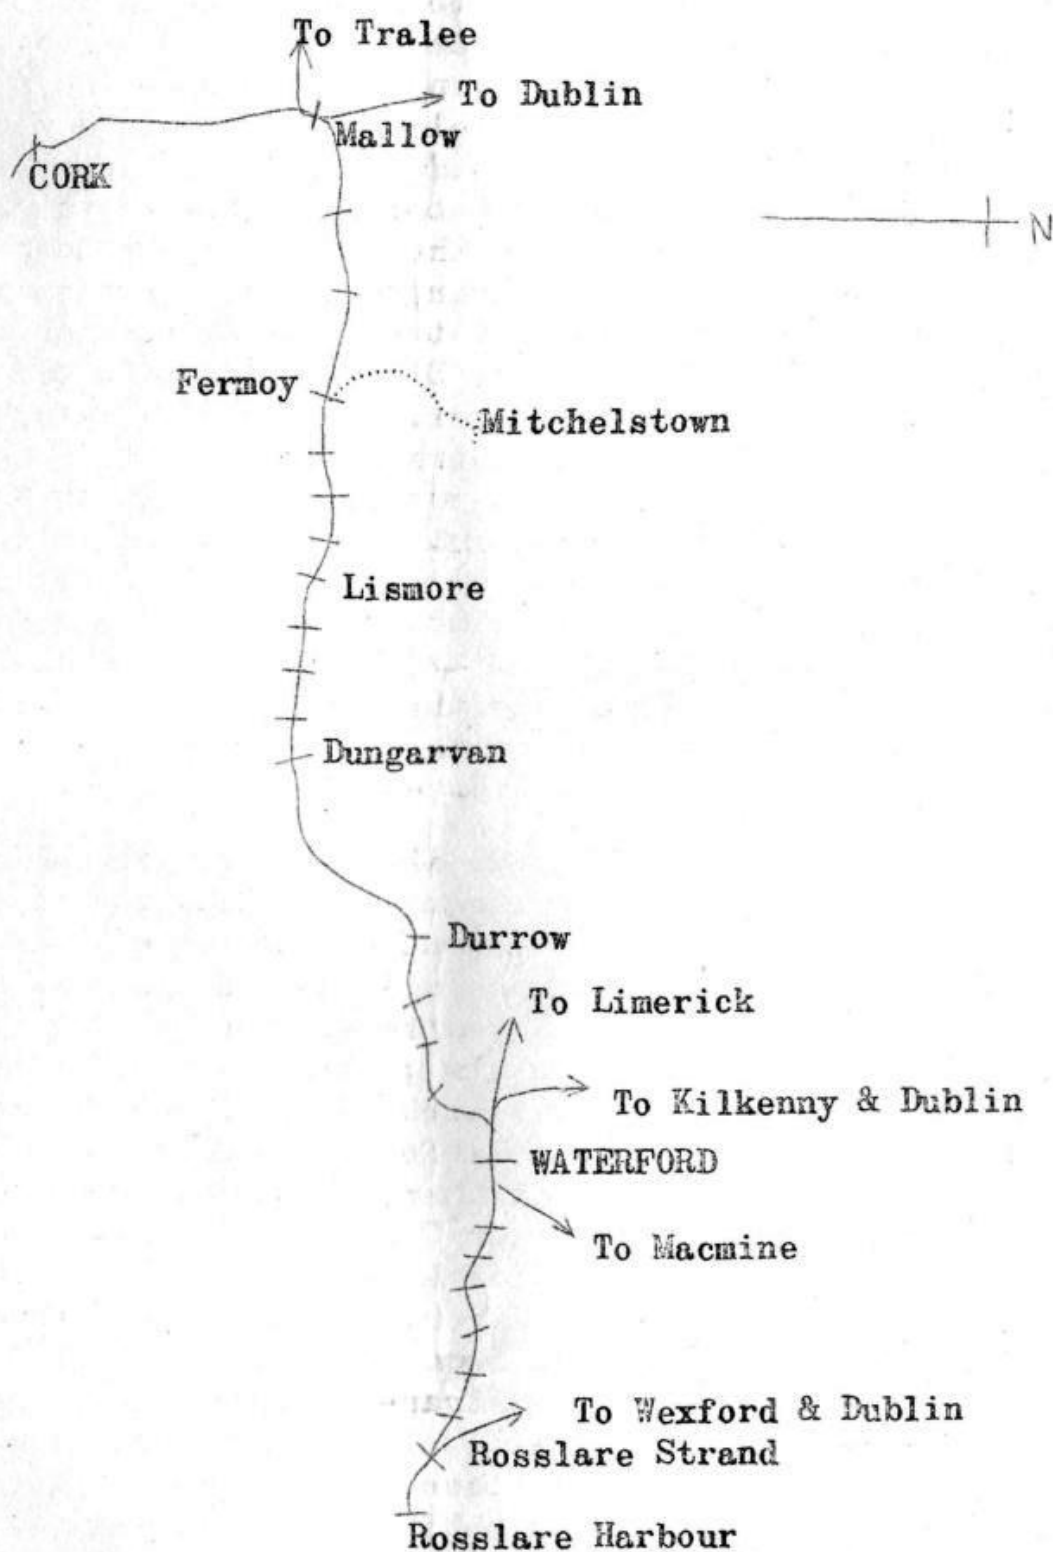 To Tralee
To Dublin
Mallow
CORK
N
Fermoy
Mitchelstown
Lismore
Dungarvan
Durrow
To Limerick
To Kilkenny & Dublin
WATERFORD
To Macmine
To Wexford & Dublin
Rosslare Strand
Rosslare Harbour